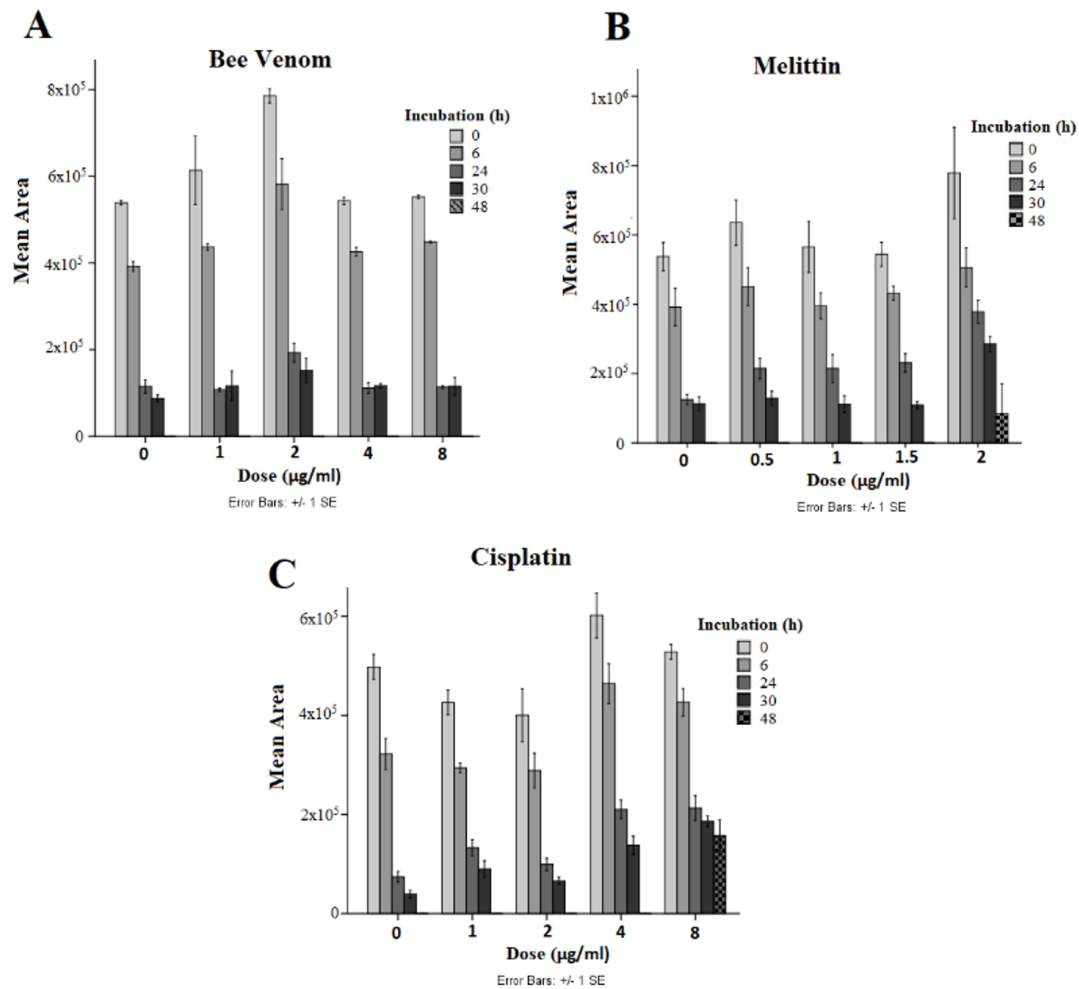 A
Bee Venom
8x10⁵
6x10⁵
4x10⁵
2x10⁵
0
Mean Area
Incubation (h)
0
6
24
30
48
0 1 2 4 8
Dose (μg/ml)
Error Bars: +/- 1 SE
B
Melittin
1x10⁶
8x10⁵
6x10⁵
4x10⁵
2x10⁵
0
Mean Area
Incubation (h)
0
6
24
30
48
0 0.5 1 1.5 2
Dose (μg/ml)
Error Bars: +/- 1 SE
C
Cisplatin
6x10⁵
4x10⁵
2x10⁵
0
Mean Area
Incubation (h)
0
6
24
30
48
0 1 2 4 8
Dose (μg/ml)
Error Bars: +/- 1 SE